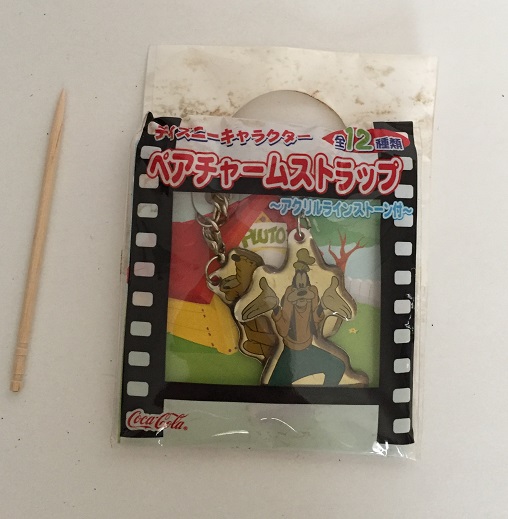 ディズニーキャラクター
全12種類
ペアチャームストラップ
〜アクリルラインストーン付〜
PLUTO
Coca-Cola®